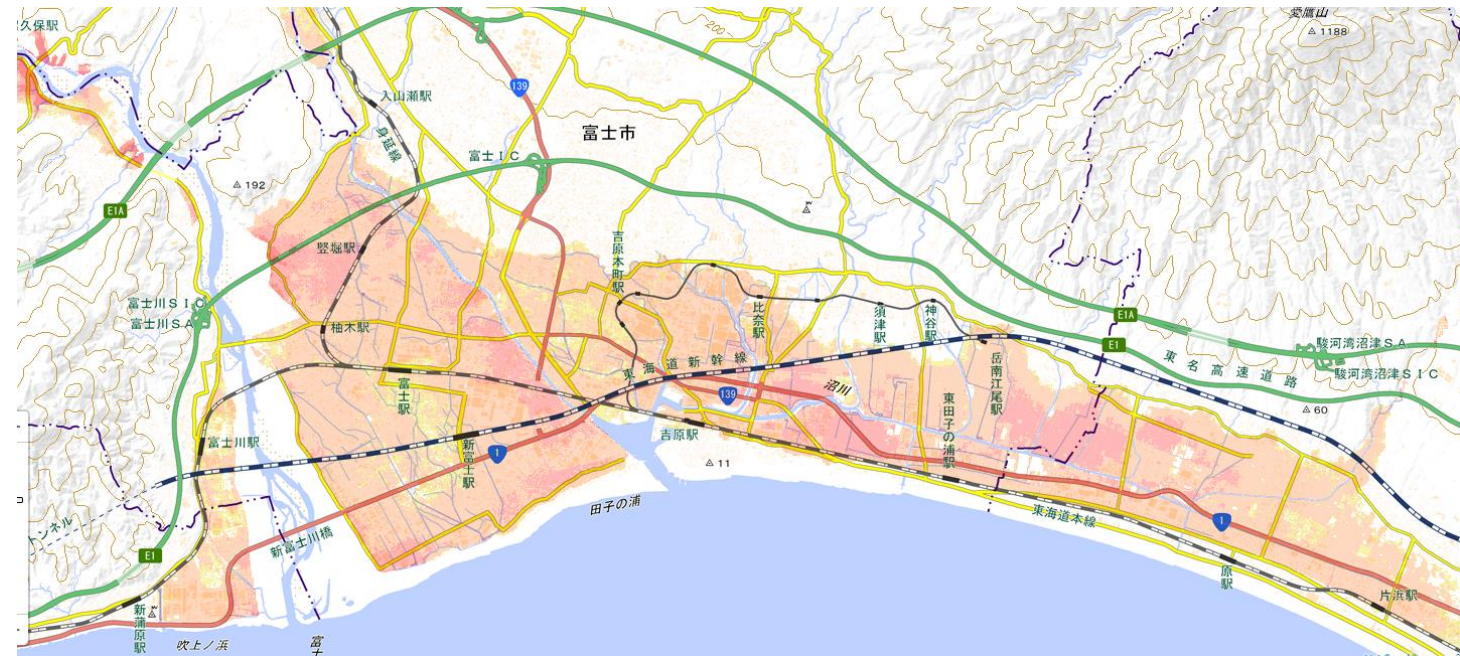 愛鷹山
1188
久保駅
200
139
入山瀬駅
富士市
身延線
富士IC
192
E1A
竪堀駅
吉原本町駅
富士川SIC
富士川SA
柚木駅
比奈駅
須津駅
神谷駅
E1A
E1
駿河湾沼津SA
駿河湾沼津SIC
東名高速道路
岳南江尾駅
東海道新幹線
沼川
139
富士駅
東田子の浦駅
60
吉原駅
富士川駅
新富士駅
1
11
田子の浦
東海道本線
1
トンネル
新富士川橋
E1
原駅
片浜駅
新蒲原駅
吹上ノ浜
富士